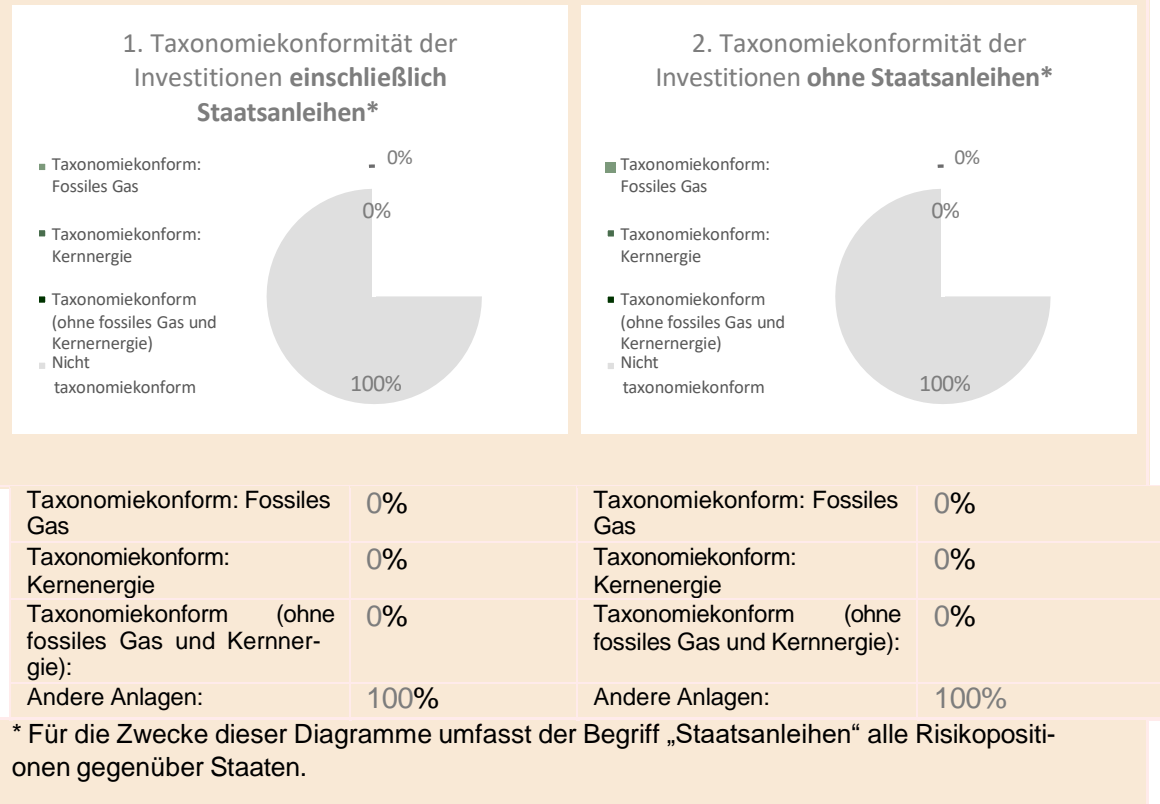 1. Taxonomiekonformität der
Investitionen einschließlich
Staatsanleihen*
Taxonomiekonform:
Fossiles Gas
Taxonomiekonform:
Kernnergie
Taxonomiekonform
(ohne fossiles Gas und
Kernernergie)
Nicht
taxonomiekonform
0%
0%
100%
2. Taxonomiekonformität der
Investitionen ohne Staatsanleihen*
Taxonomiekonform:
Fossiles Gas
Taxonomiekonform:
Kernnergie
Taxonomiekonform
(ohne fossiles Gas und
Kernernergie)
Nicht
taxonomiekonform
0%
0%
100%
Taxonomiekonform: Fossiles
Gas
0%
Taxonomiekonform: Fossiles
Gas
0%
Taxonomiekonform:
Kernenergie
0%
Taxonomiekonform:
Kernenergie
0%
Taxonomiekonform (ohne
fossiles Gas und Kernner-
gie):
0%
Taxonomiekonform (ohne
fossiles Gas und Kernnergie):
0%
Andere Anlagen:
100%
Andere Anlagen:
100%
* Für die Zwecke dieser Diagramme umfasst der Begriff „Staatsanleihen“ alle Risikopositi-
onen gegenüber Staaten.